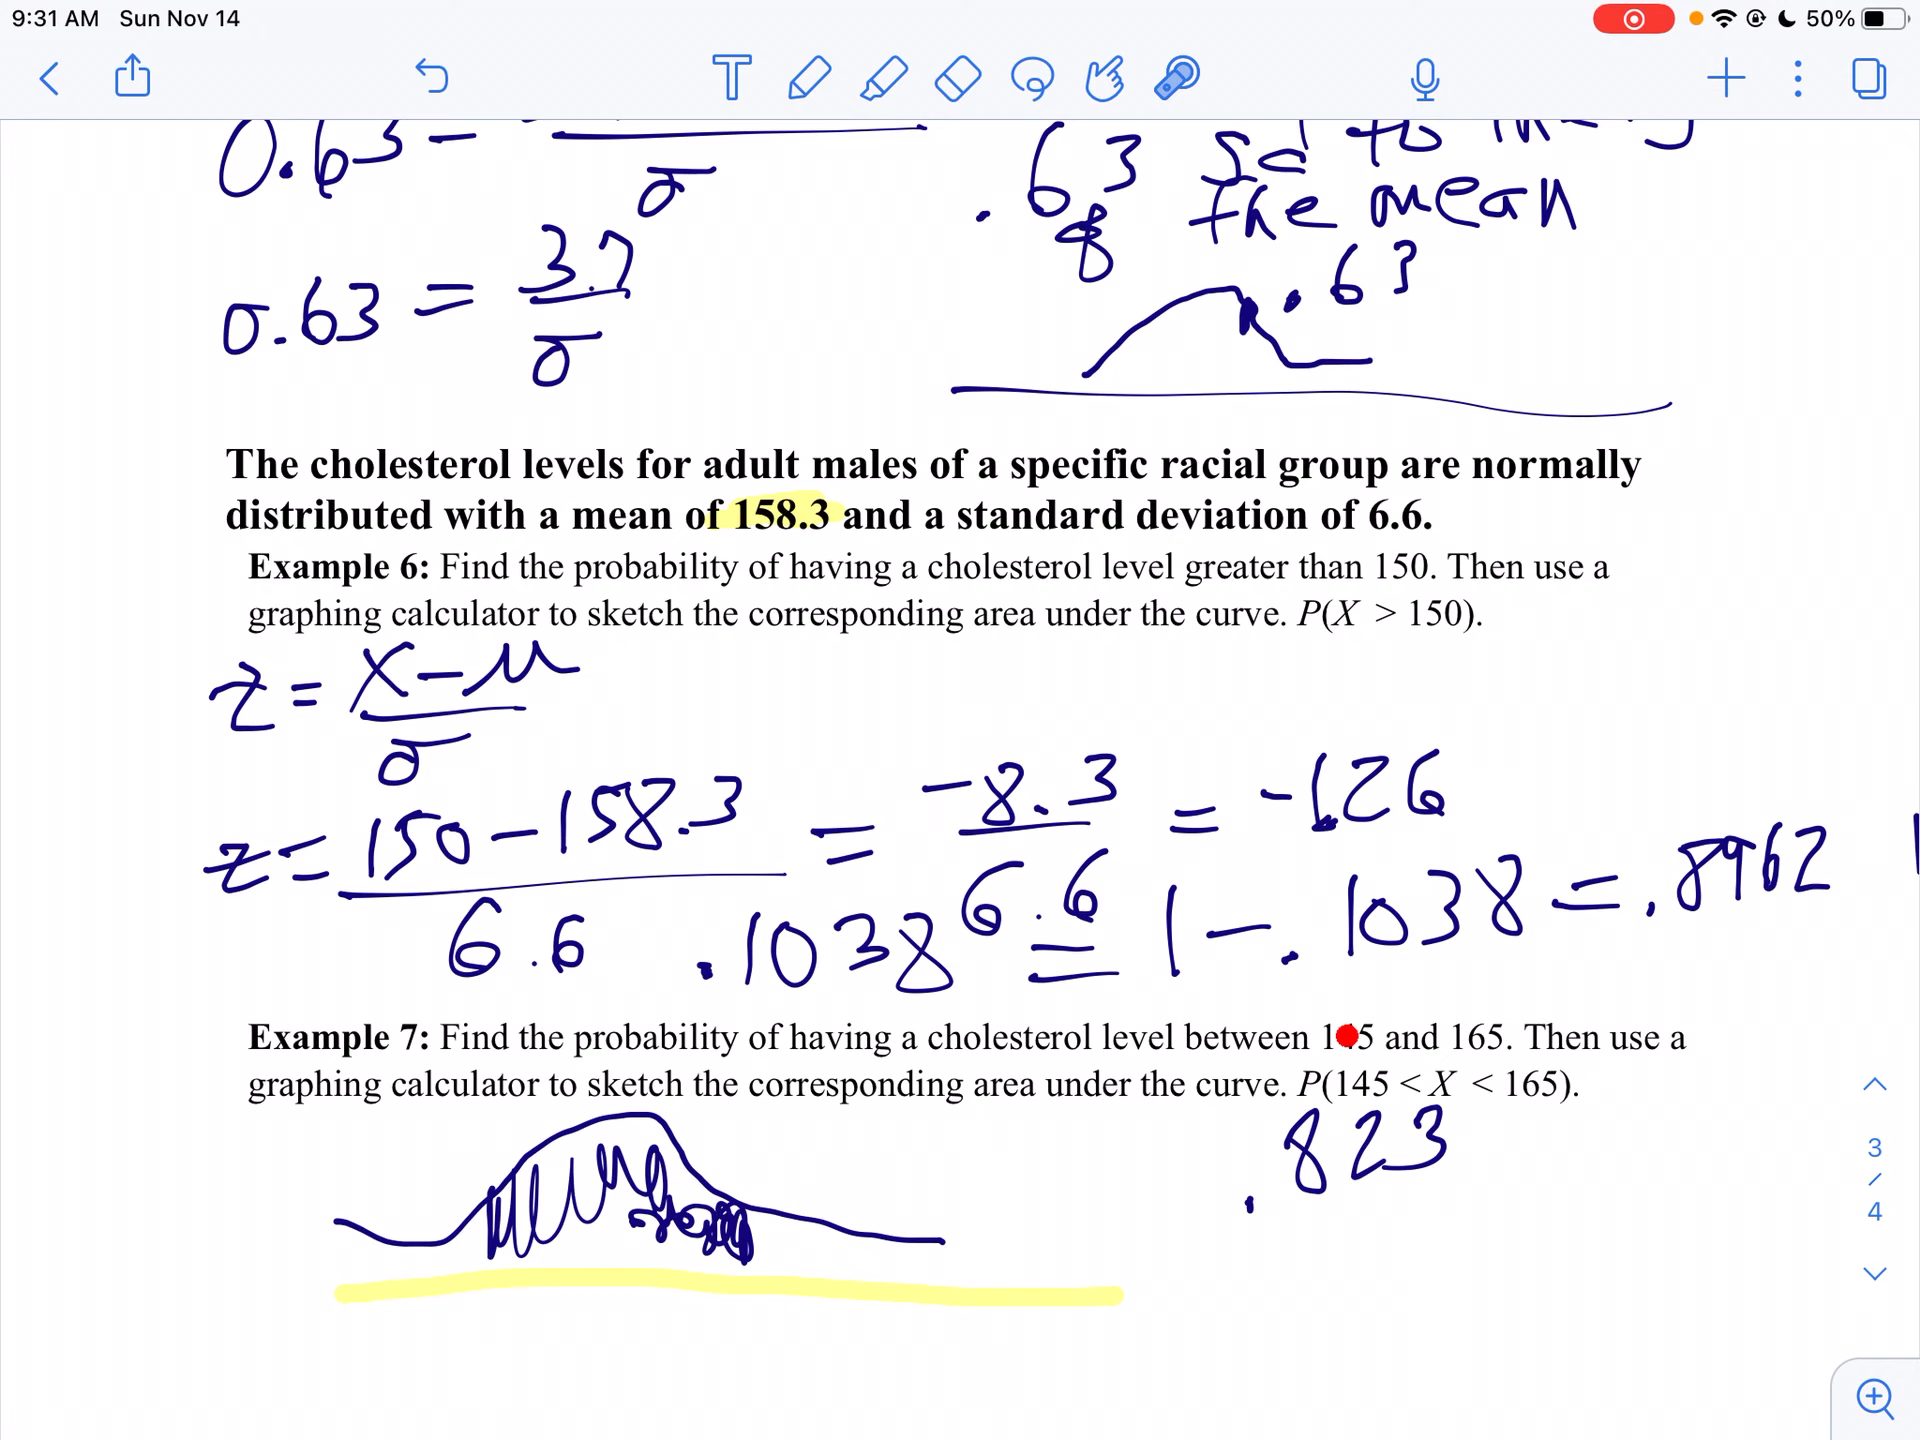 9:31 AM Sun Nov 14
50%
T
0.63 -
σ
.63 sd to
8 the mean
0.63 = 3.7
σ
.63
The cholesterol levels for adult males of a specific racial group are normally
distributed with a mean of 158.3 and a standard deviation of 6.6.
Example 6: Find the probability of having a cholesterol level greater than 150. Then use a
graphing calculator to sketch the corresponding area under the curve. P(X > 150).
z = x - μ
σ
z = 150 - 158.3 = -8.3 = -1.26
6.6 6.6
.1038 = 1 - .1038 = .8962
Example 7: Find the probability of having a cholesterol level between 1 5 and 165. Then use a
graphing calculator to sketch the corresponding area under the curve. P(145 < X < 165).
.823
3
/
4